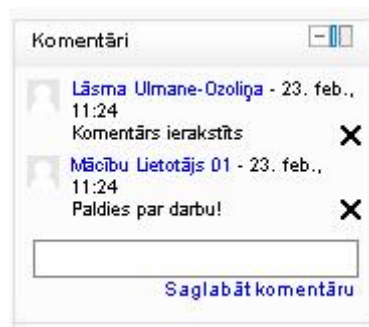 Komentāri
Lāsma Ulmane-Ozoliņa - 23. feb.,
11:24
Komentārs ierakstīts
Mācību Lietotājs 01 - 23. feb.,
11:24
Paldies par darbu!
Saglabāt komentāru